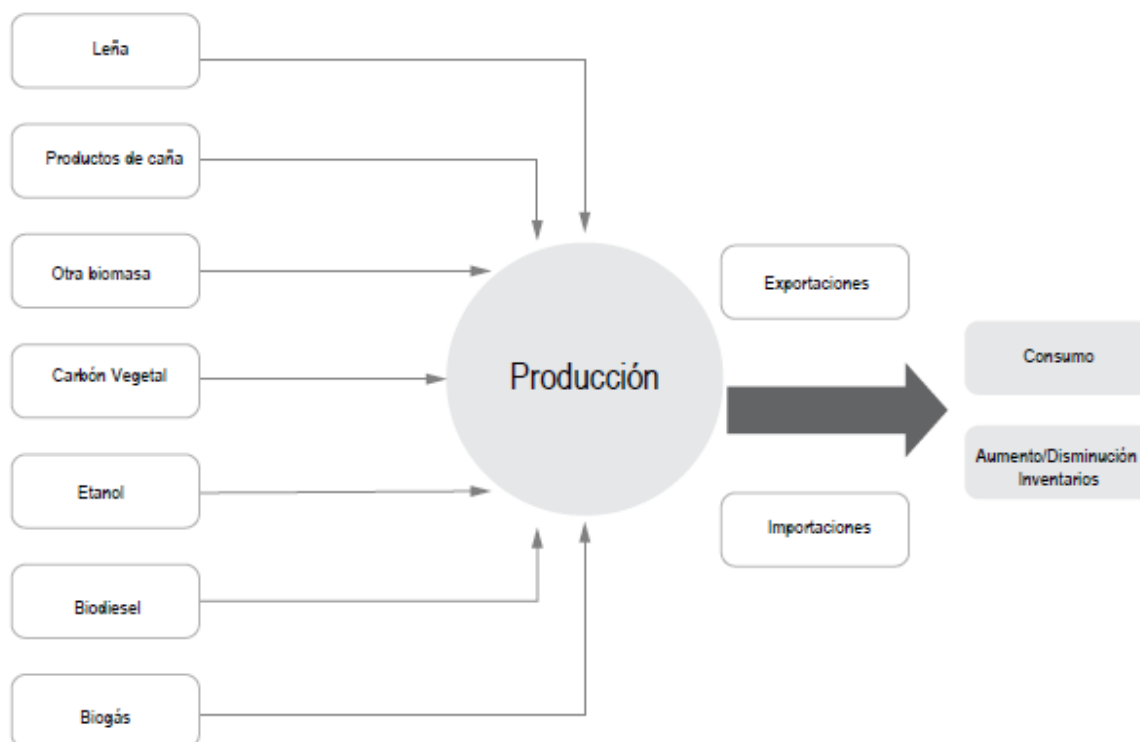 Leña
Productos de caña
Otra biomasa
Carbón Vegetal
Etanol
Biodiesel
Biogás
Producción
Exportaciones
Importaciones
Consumo
Aumento/Disminución
Inventarios